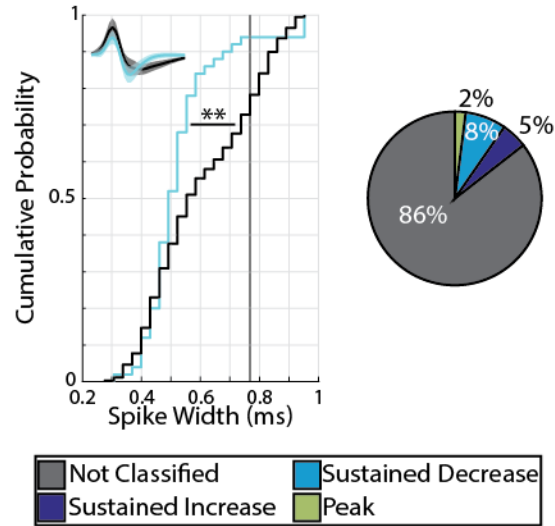 1
Cumulative Probability
0.5
0
**
0.2
0.4
0.6
0.8
1
Spike Width (ms)
2%
8%
5%
86%
Not Classified
Sustained Decrease
Sustained Increase
Peak